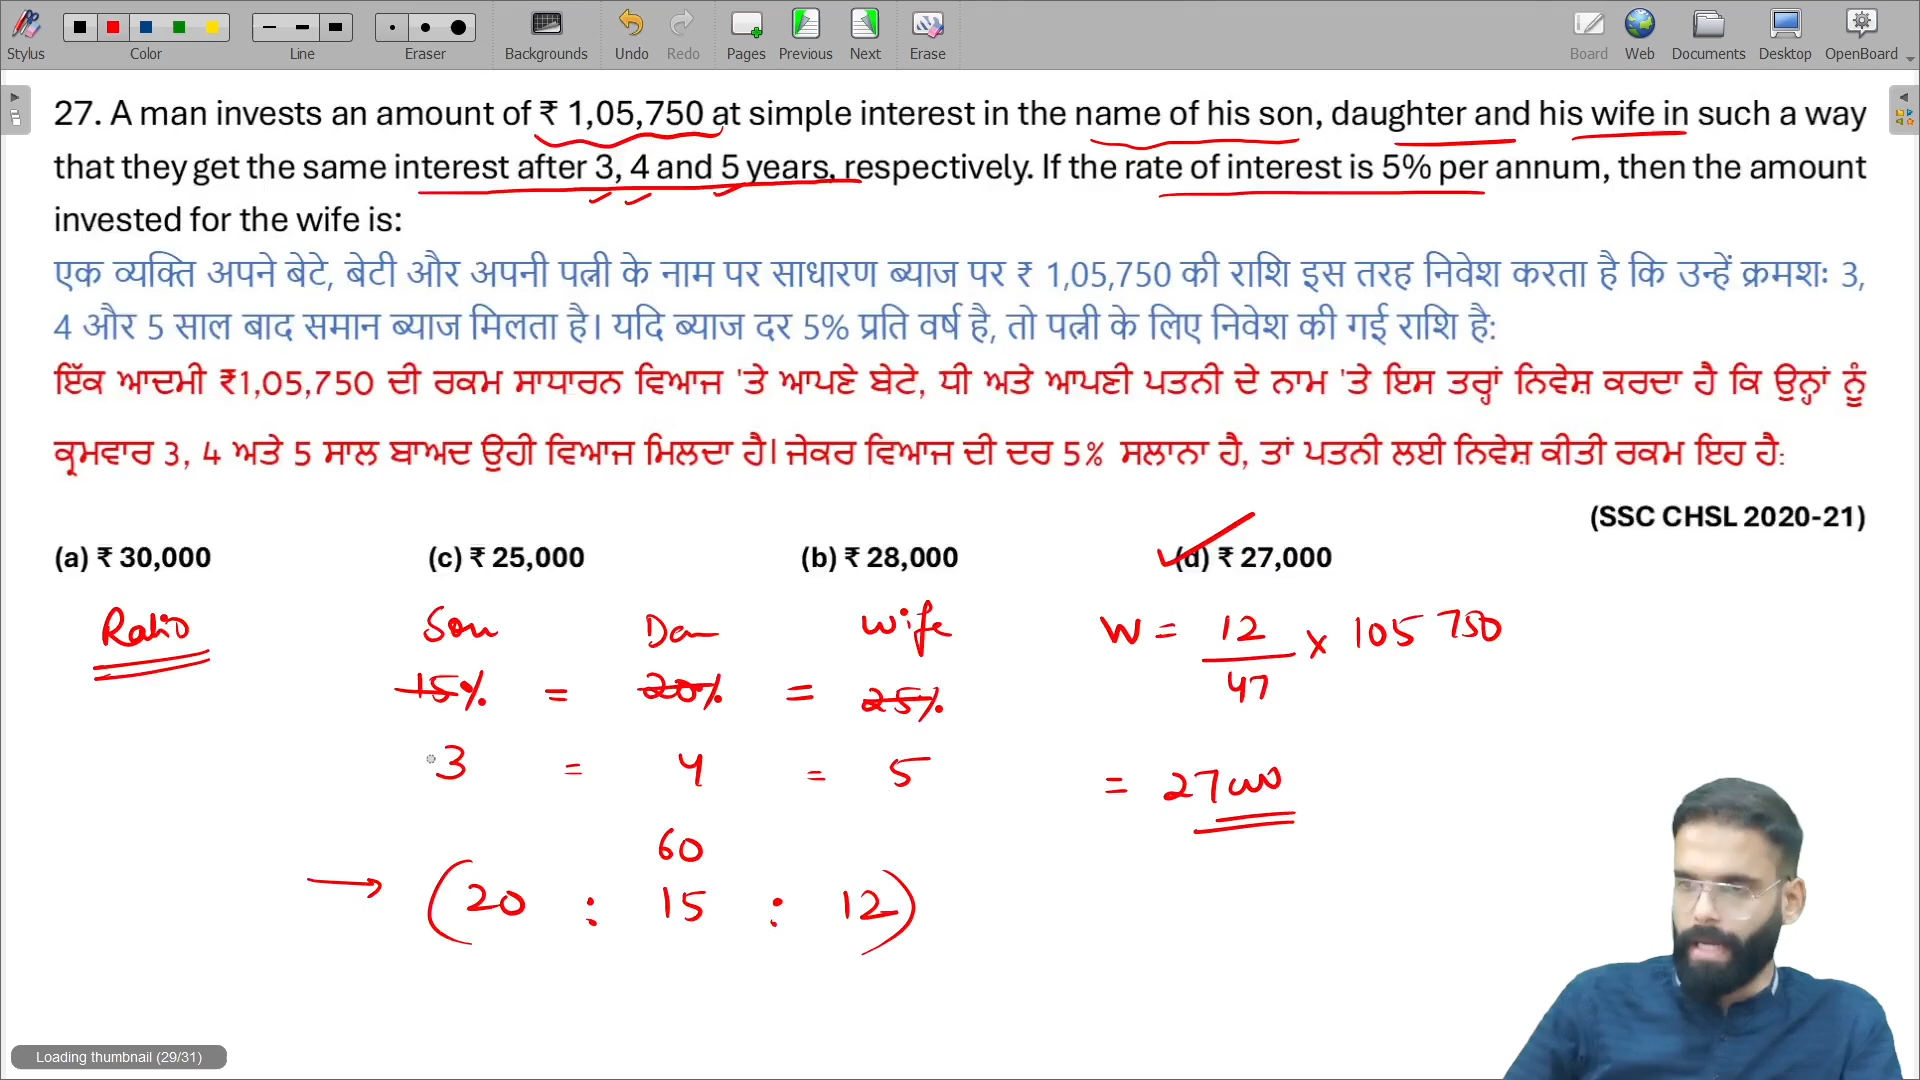 Stylus Color Line Eraser Backgrounds Undo Redo Pages Previous Next Erase Board Web Documents Desktop OpenBoard
27. A man invests an amount of ₹ 1,05,750 at simple interest in the name of his son, daughter and his wife in such a way
that they get the same interest after 3, 4 and 5 years, respectively. If the rate of interest is 5% per annum, then the amount
invested for the wife is:
एक व्यक्ति अपने बेटे, बेटी और अपनी पत्नी के नाम पर साधारण ब्याज पर ₹ 1,05,750 की राशि इस तरह निवेश करता है कि उन्हें क्रमशः 3,
4 और 5 साल बाद समान ब्याज मिलता है। यदि ब्याज दर 5% प्रति वर्ष है, तो पत्नी के लिए निवेश की गई राशि है:
ਇੱਕ ਆਦਮੀ ₹1,05,750 ਦੀ ਰਕਮ ਸਾਧਾਰਨ ਵਿਆਜ 'ਤੇ ਆਪਣੇ ਬੇਟੇ, ਧੀ ਅਤੇ ਆਪਣੀ ਪਤਨੀ ਦੇ ਨਾਮ 'ਤੇ ਇਸ ਤਰ੍ਹਾਂ ਨਿਵੇਸ਼ ਕਰਦਾ ਹੈ ਕਿ ਉਨ੍ਹਾਂ ਨੂੰ
ਕ੍ਰਮਵਾਰ 3, 4 ਅਤੇ 5 ਸਾਲ ਬਾਅਦ ਉਹੀ ਵਿਆਜ ਮਿਲਦਾ ਹੈ। ਜੇਕਰ ਵਿਆਜ ਦੀ ਦਰ 5% ਸਲਾਨਾ ਹੈ, ਤਾਂ ਪਤਨੀ ਲਈ ਨਿਵੇਸ਼ ਕੀਤੀ ਰਕਮ ਇਹ ਹੈ:
(SSC CHSL 2020-21)
(a) ₹ 30,000 (c) ₹ 25,000 (b) ₹ 28,000 (d) ₹ 27,000
Ratio Son Dau Wife W = 12/47 × 105750
15% = 20% = 25%
3 = 4 = 5 = 27000
60
→ (20 : 15 : 12)
Loading thumbnail (29/31)